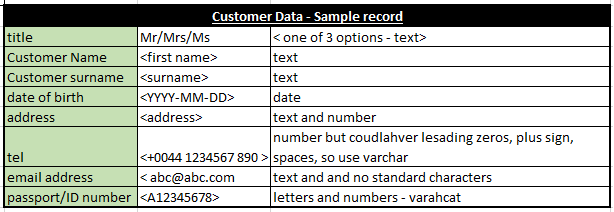 Customer Data - Sample record
title Mr/Mrs/Ms < one of 3 options - text>
Customer Name <first name> text
Customer surname <surname> text
date of birth <YYYY-MM-DD> date
address <address> text and number
number but coudlahver lesading zeros, plus sign,
tel <+0044 1234567 890 > spaces, so use varchar
email address < abc@abc.com text and and no standard characters
passport/ID number <A12345678> letters and numbers - varahcat